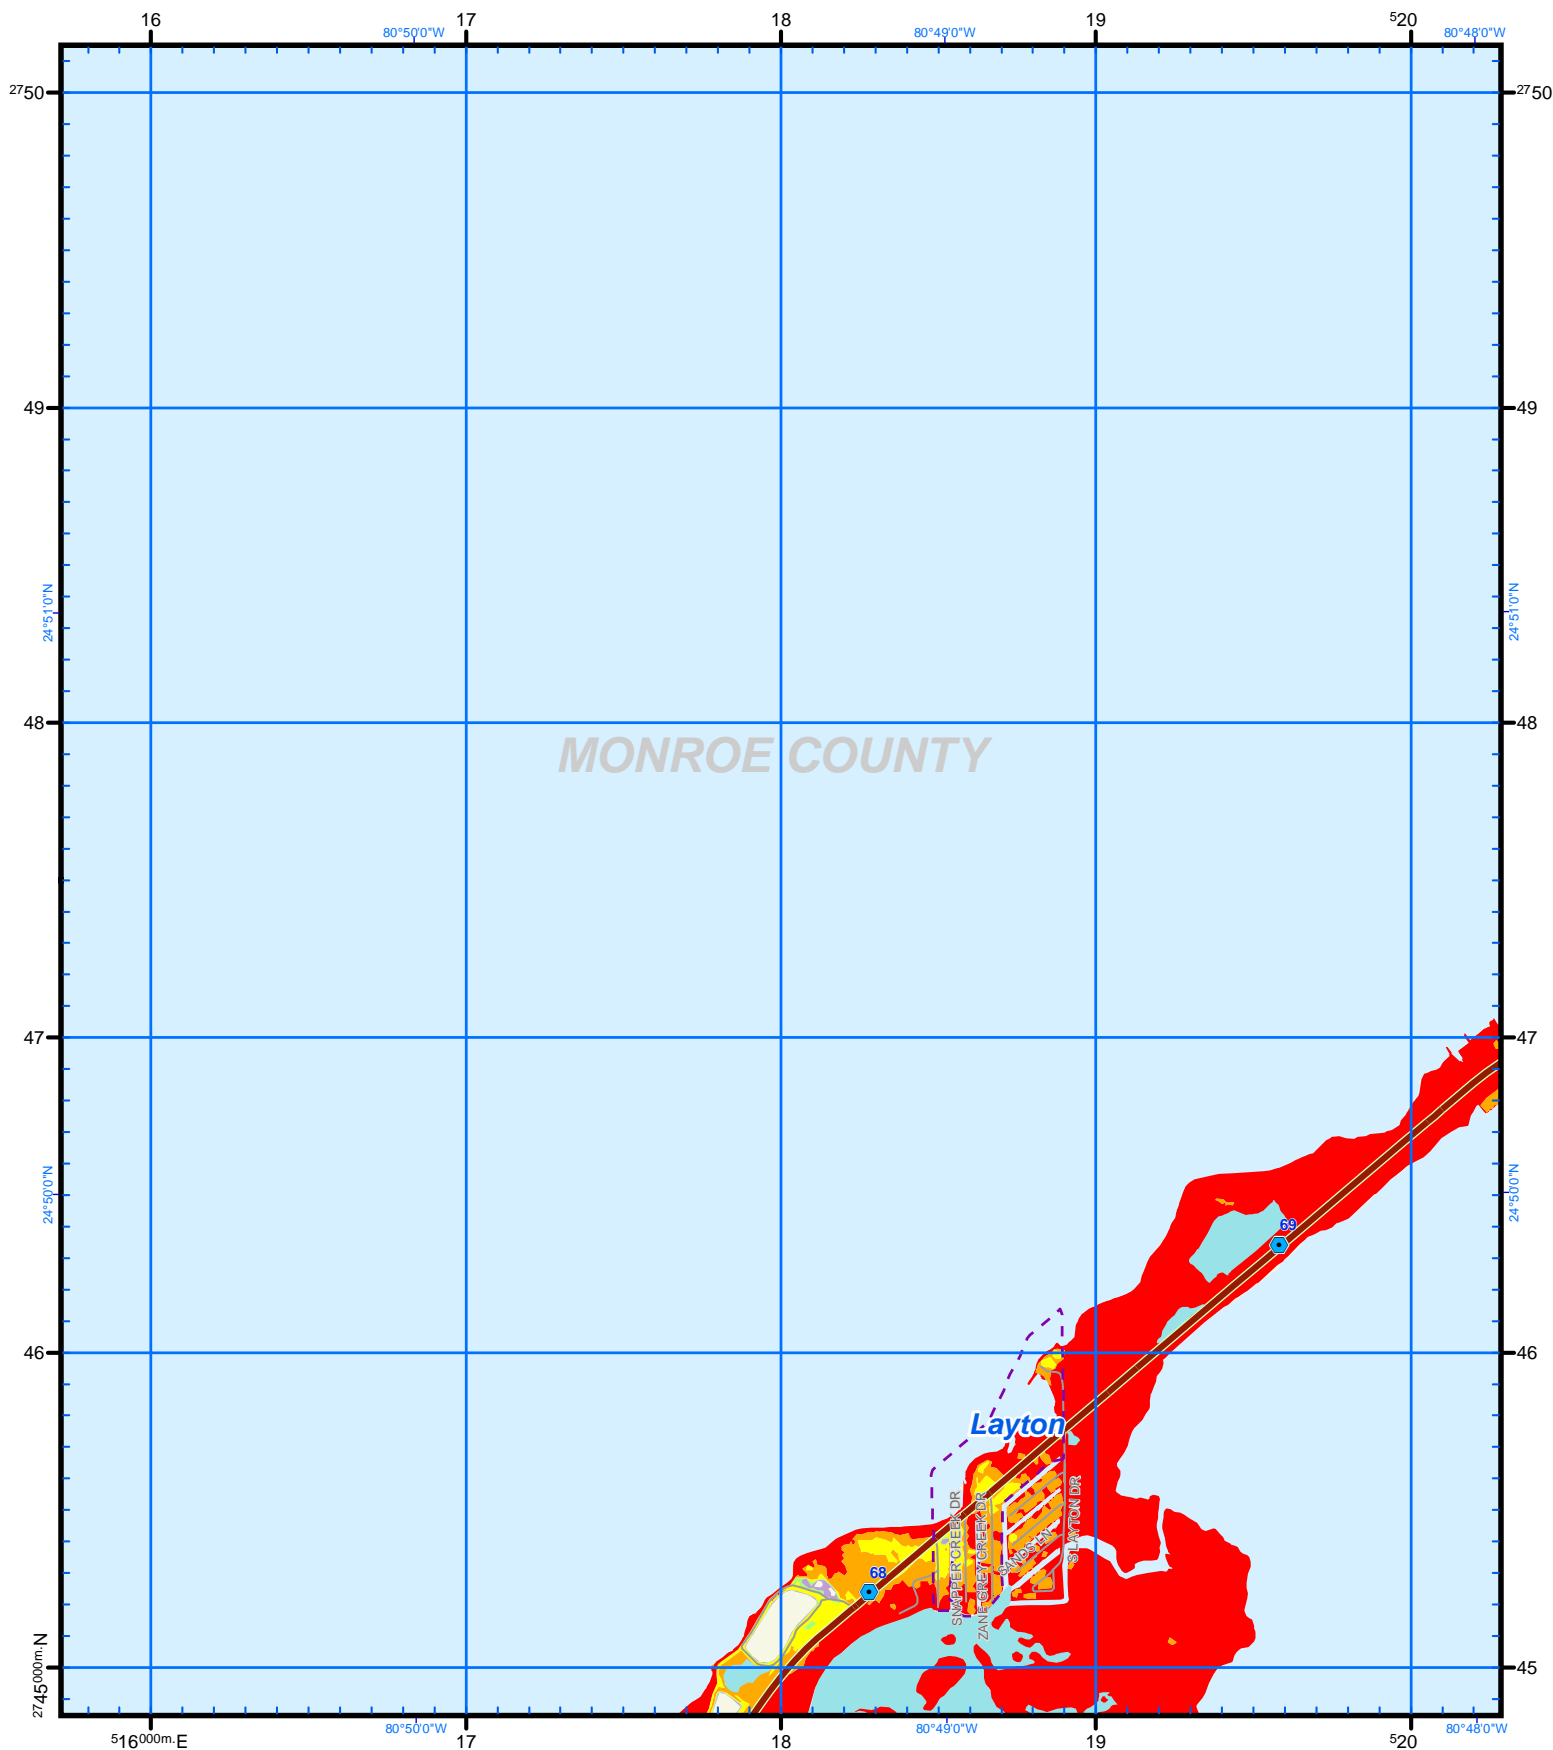 16 17 18 19 520
80°50'0"W 80°49'0"W 80°48'0"W
2750 2750
49 49
24°51'0"N 24°51'0"N
48 48
MONROE COUNTY
47 47
24°50'0"N 24°50'0"N
69
46 46
Layton
SNAPPER CREEK DR
ZANE GREY CREEK DR
SANDS LN
S LAYTON DR
68
2745000m.N 45
80°50'0"W 80°49'0"W 80°48'0"W
516000m.E 17 18 19 520